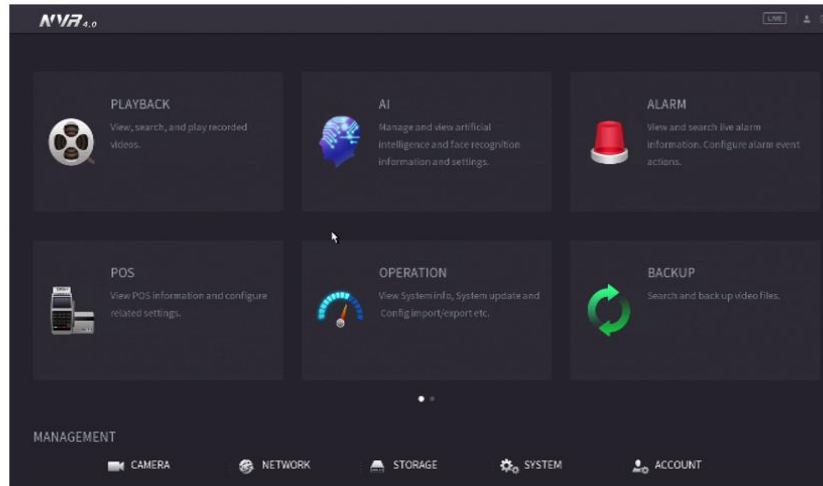 NVR 4.0
LIVE
PLAYBACK
View, search, and play recorded
videos.
AI
Manage and view artificial
intelligence and face recognition
information and settings.
ALARM
View and search live alarm
information. Configure alarm event
actions.
POS
View POS information and configure
related settings.
OPERATION
View System info, System update and
Config import/export etc.
BACKUP
Search and back up video files.
MANAGEMENT
CAMERA
NETWORK
STORAGE
SYSTEM
ACCOUNT